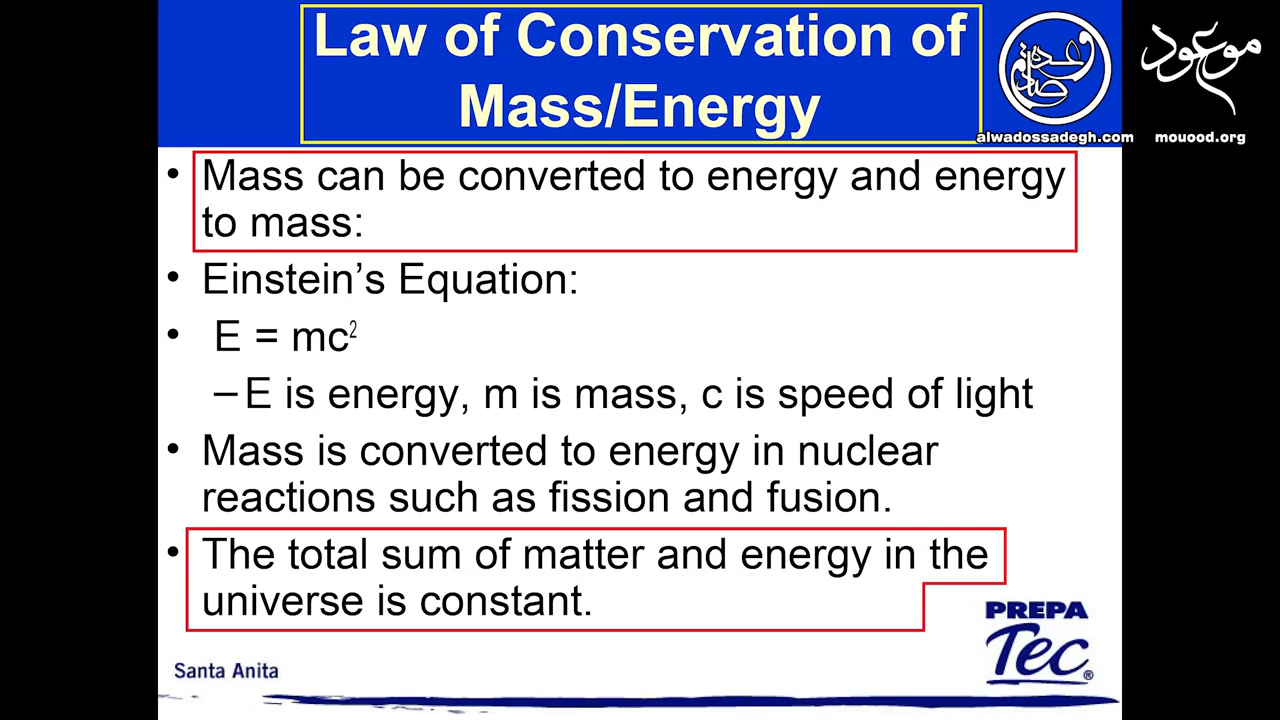 Law of Conservation of
Mass/Energy
وعده صادق
alwadossadegh.com
موعود
mouood.org
• Mass can be converted to energy and energy
to mass:
• Einstein’s Equation:
• E = mc²
– E is energy, m is mass, c is speed of light
• Mass is converted to energy in nuclear
reactions such as fission and fusion.
• The total sum of matter and energy in the
universe is constant.
PREPA
Tec®
Santa Anita